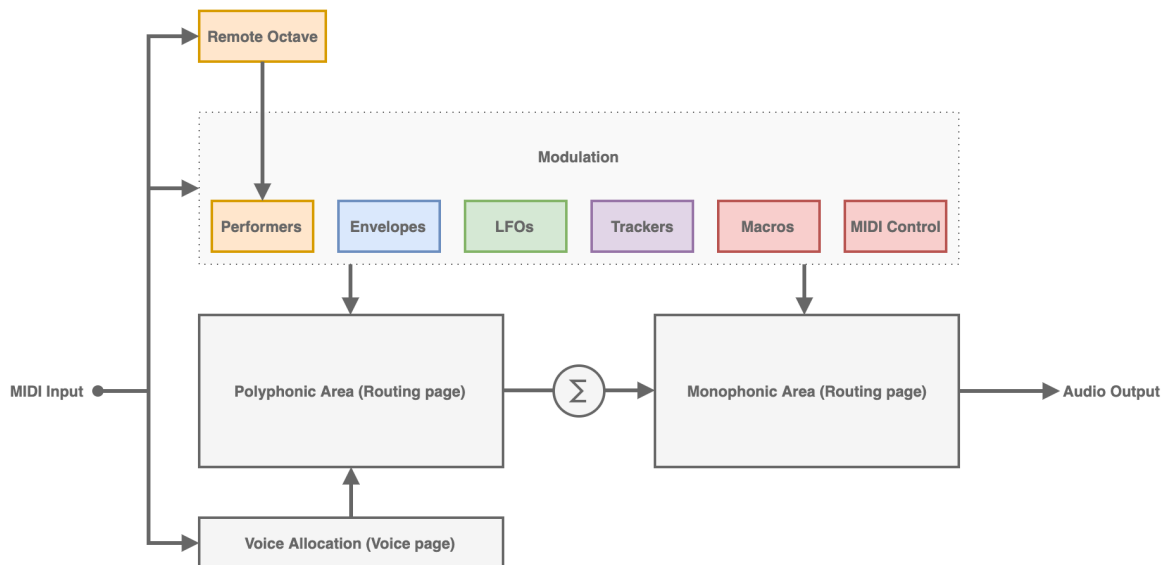 Remote Octave
Modulation
Performers
Envelopes
LFOs
Trackers
Macros
MIDI Control
MIDI Input
Polyphonic Area (Routing page)
Σ
Monophonic Area (Routing page)
Audio Output
Voice Allocation (Voice page)